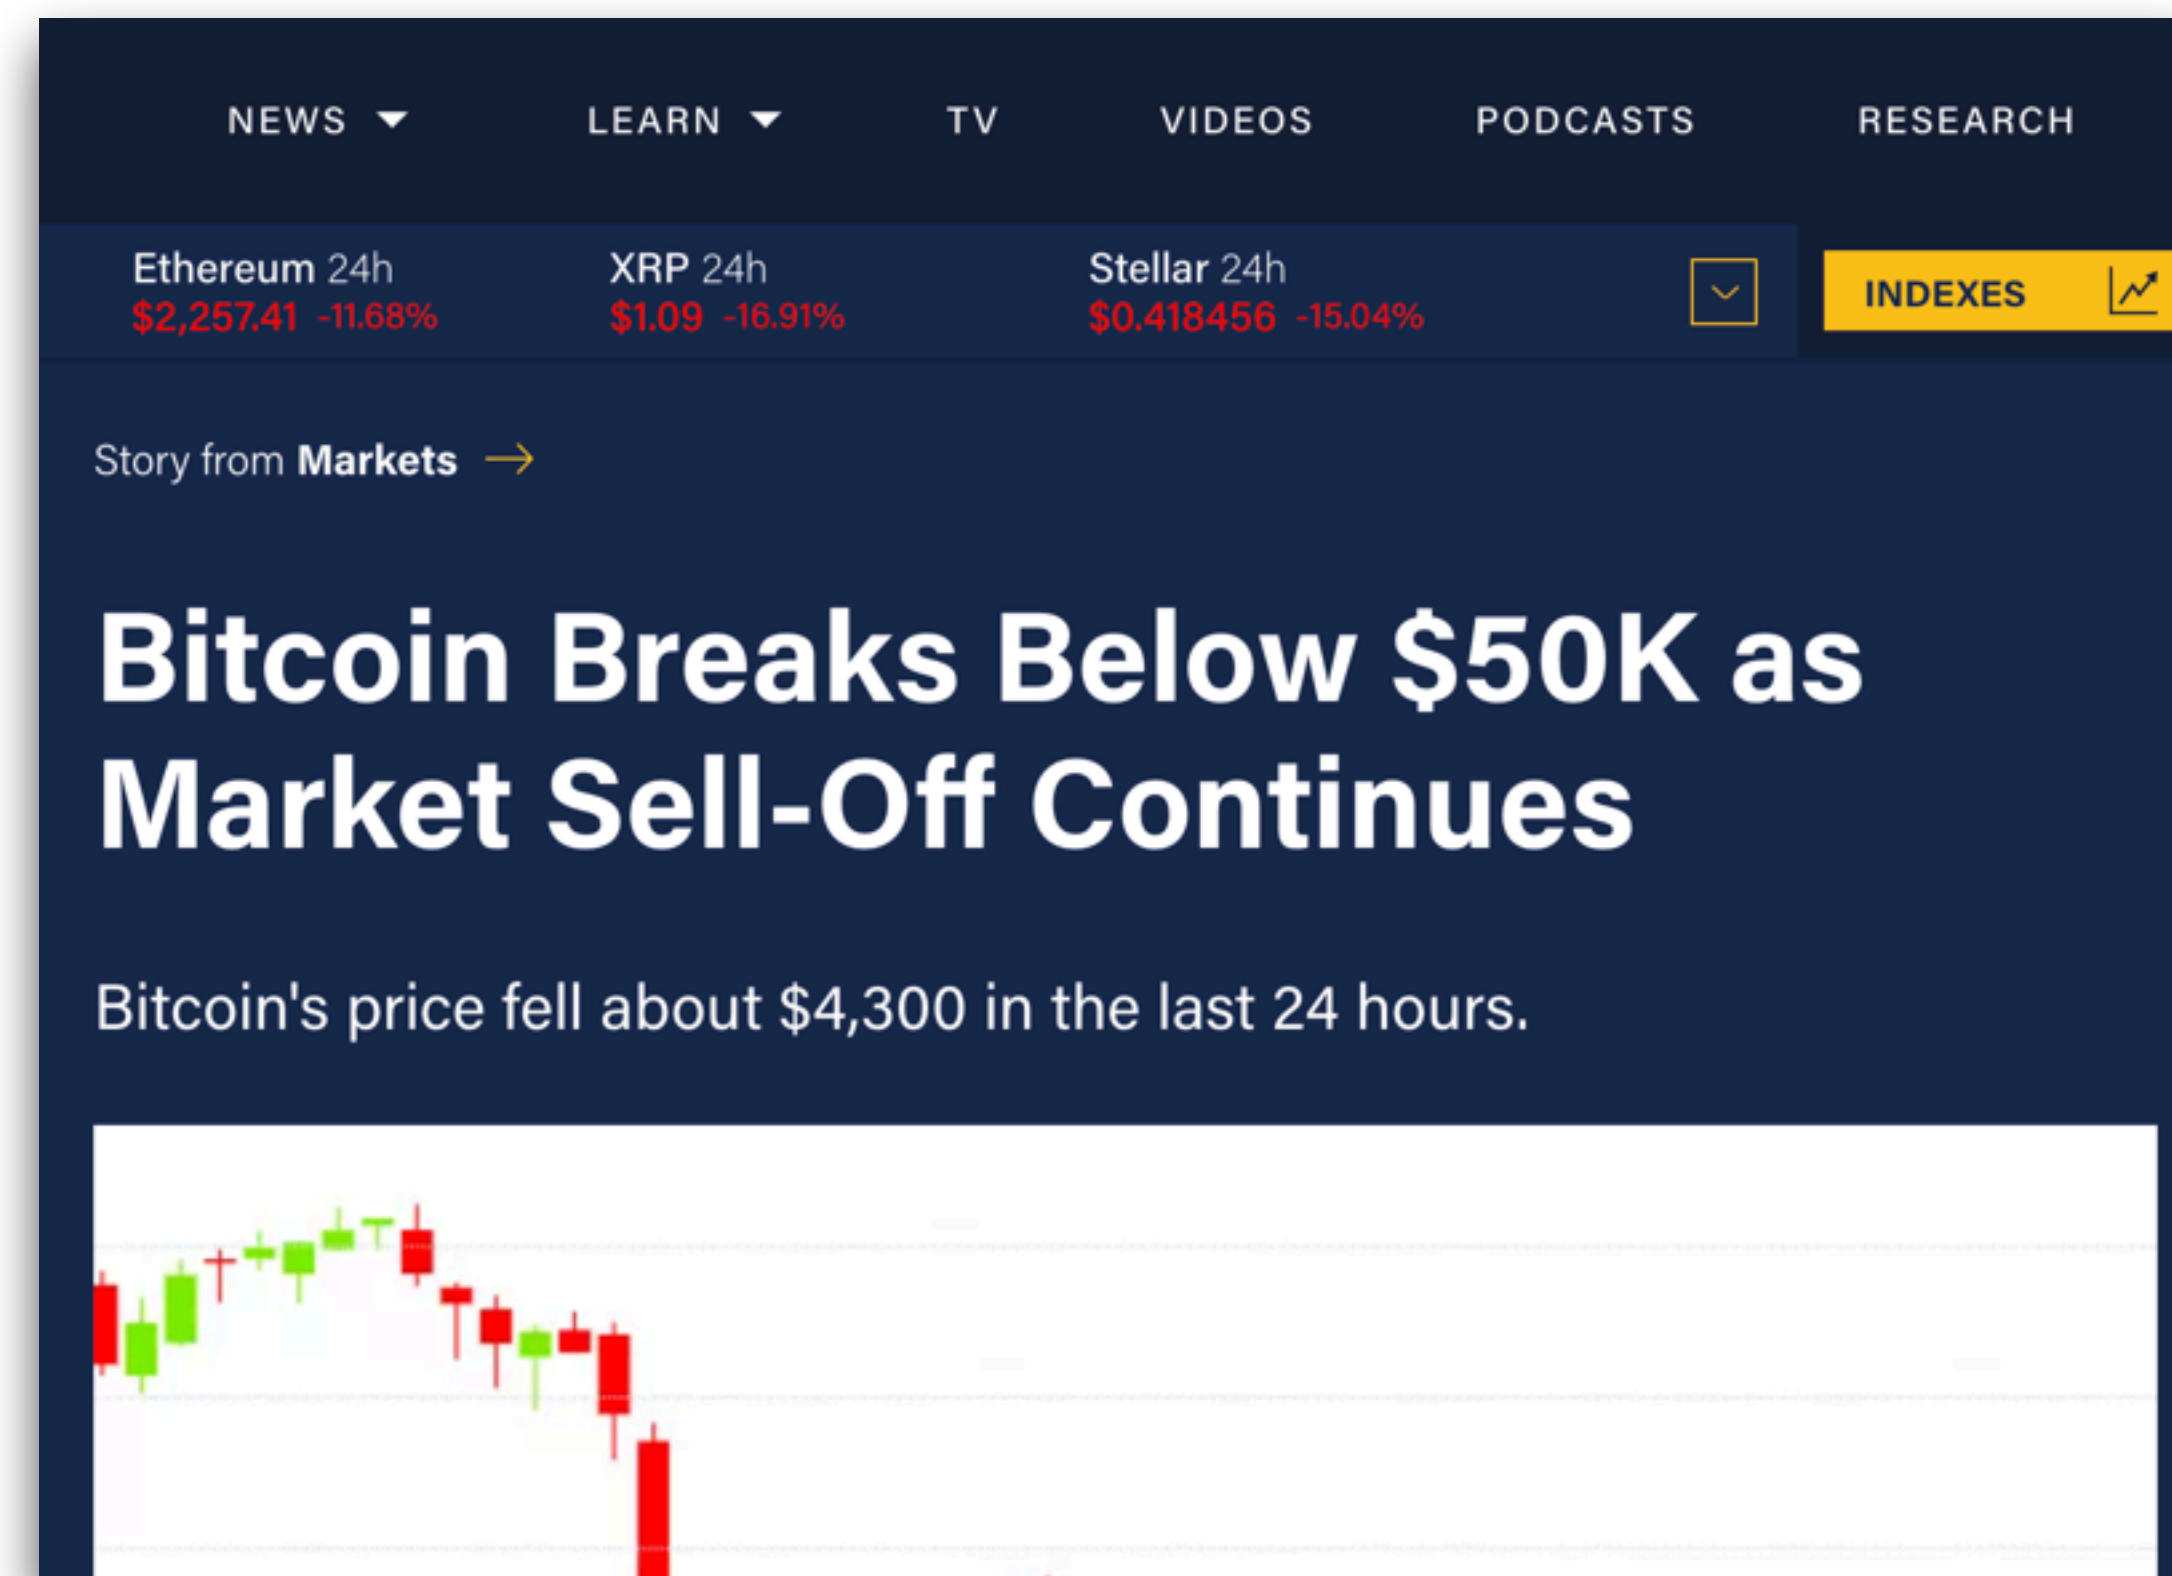 NEWS LEARN TV VIDEOS PODCASTS RESEARCH
Ethereum 24h XRP 24h Stellar 24h
$2,257.41 -11.68% $1.09 -16.91% $0.418456 -15.04%
INDEXES
Story from Markets
Bitcoin Breaks Below $50K as
Market Sell-Off Continues
Bitcoin's price fell about $4,300 in the last 24 hours.